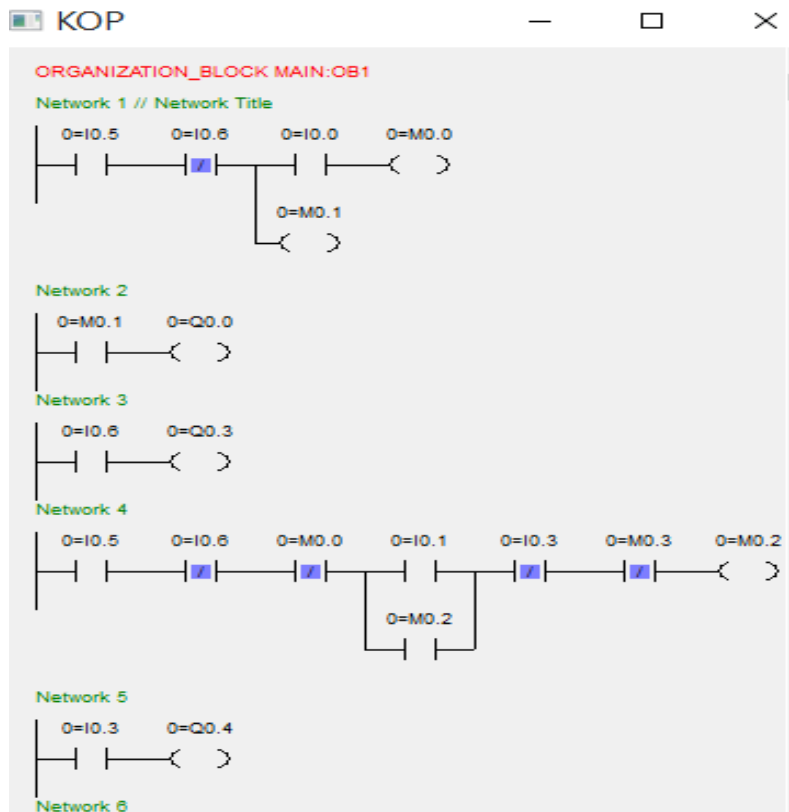 KOP
ORGANIZATION_BLOCK MAIN:OB1
Network 1 // Network Title
0=I0.5 0=I0.6 0=I0.0 0=M0.0
/
0=M0.1
Network 2
0=M0.1 0=Q0.0
Network 3
0=I0.6 0=Q0.3
Network 4
0=I0.5 0=I0.6 0=M0.0 0=I0.1 0=I0.3 0=M0.3 0=M0.2
/ / / /
0=M0.2
Network 5
0=I0.3 0=Q0.4
Network 6